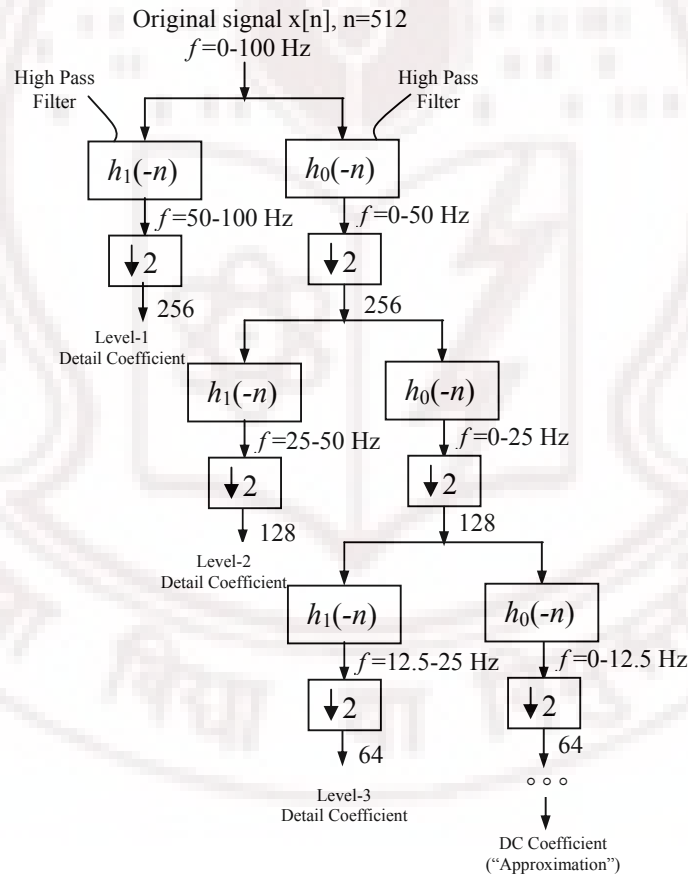 Original signal x[n], n=512
f=0-100 Hz
High Pass
Filter
High Pass
Filter
h₁(-n)
h₀(-n)
f=50-100 Hz
f=0-50 Hz
↓2
↓2
256
256
Level-1
Detail Coefficient
h₁(-n)
h₀(-n)
f=25-50 Hz
f=0-25 Hz
↓2
↓2
128
128
Level-2
Detail Coefficient
h₁(-n)
h₀(-n)
f=12.5-25 Hz
f=0-12.5 Hz
↓2
↓2
64
64
Level-3
Detail Coefficient
DC Coefficient
(“Approximation”)